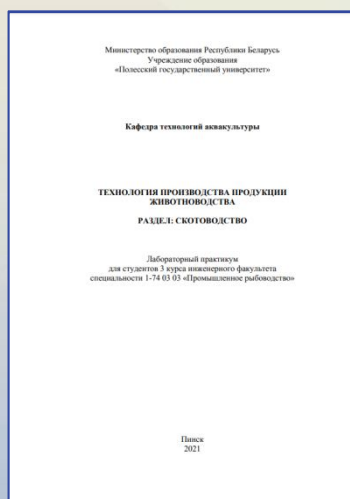 Министерство образования Республики Беларусь
Учреждение образования
«Полесский государственный университет»
Кафедра технологий аквакультуры
ТЕХНОЛОГИЯ ПРОИЗВОДСТВА ПРОДУКЦИИ
ЖИВОТНОВОДСТВА
РАЗДЕЛ: СКОТОВОДСТВО
Лабораторный практикум
для студентов 3 курса инженерного факультета
специальности 1-74 03 03 «Промышленное рыбоводство»
Пинск
2021